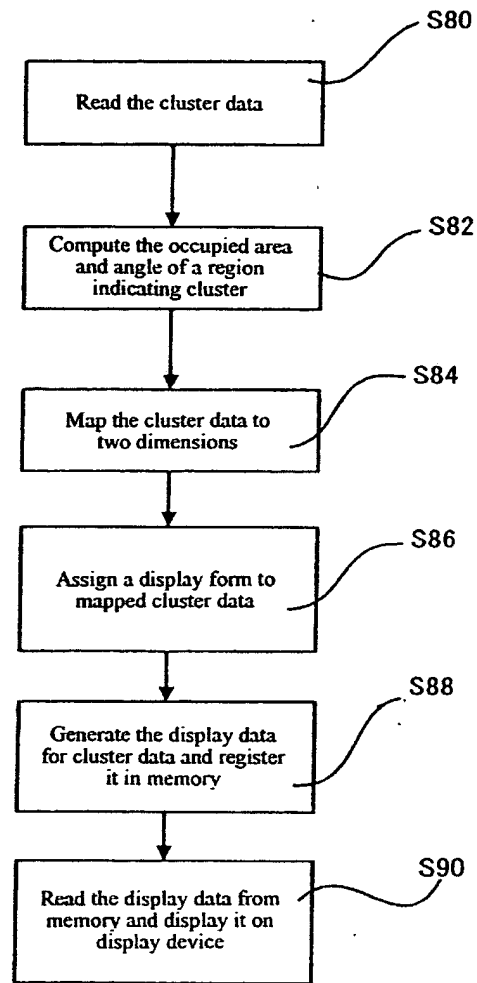 S80
Read the cluster data
S82
Compute the occupied area
and angle of a region
indicating cluster
S84
Map the cluster data to
two dimensions
S86
Assign a display form to
mapped cluster data
S88
Generate the display data
for cluster data and register
it in memory
S90
Read the display data from
memory and display it on
display device